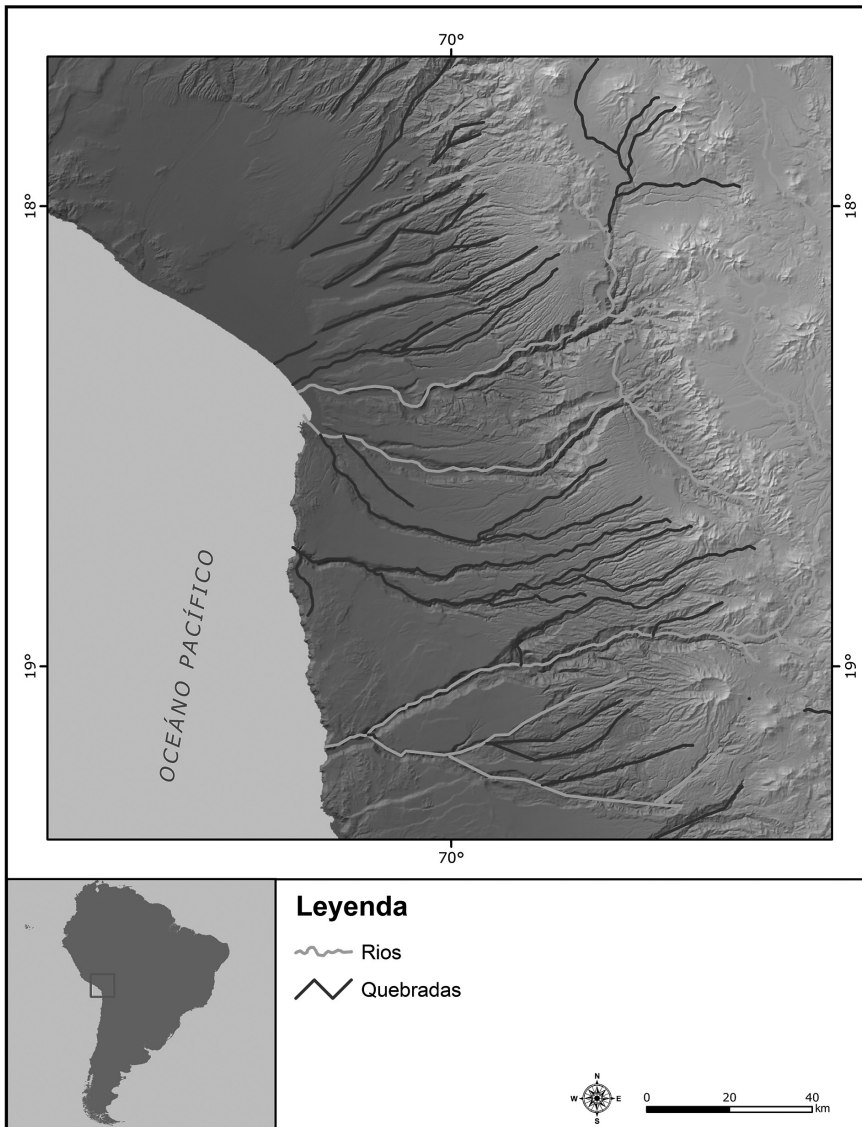 70°
18°
18°
OCEÁNO PACÍFICO
19°
19°
70°
Leyenda
Rios
Quebradas
N
W E
S
0 20 40
km